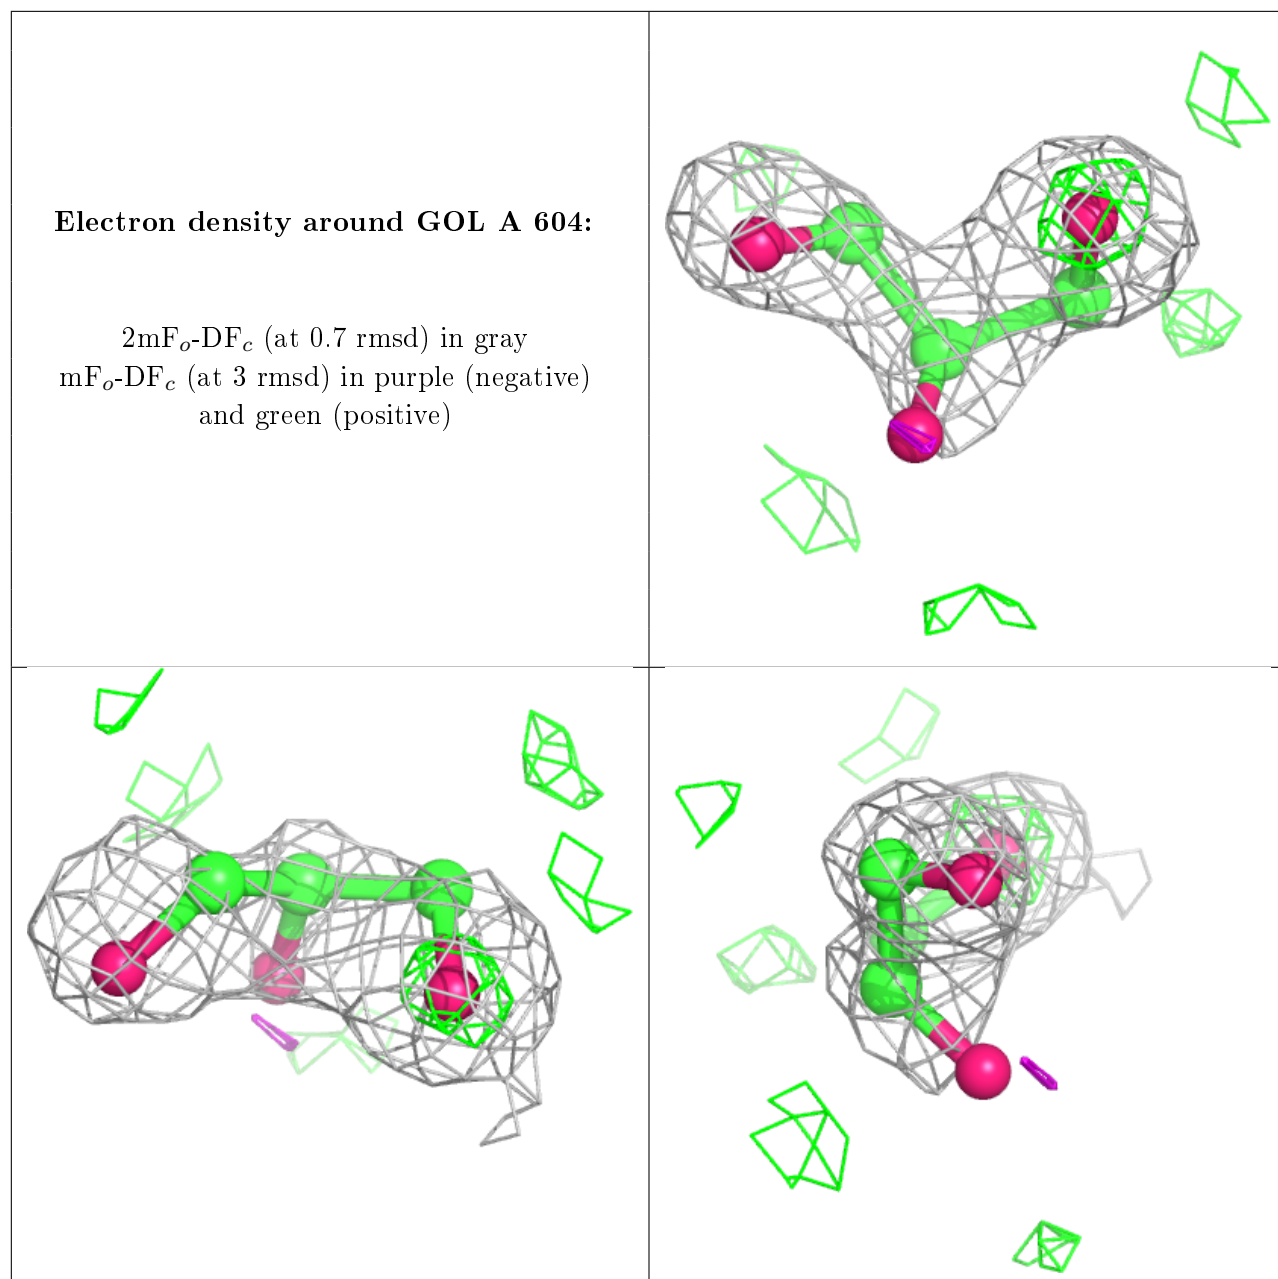 Electron density around GOL A 604:
2mFo-DFc (at 0.7 rmsd) in gray
mFo-DFc (at 3 rmsd) in purple (negative)
and green (positive)